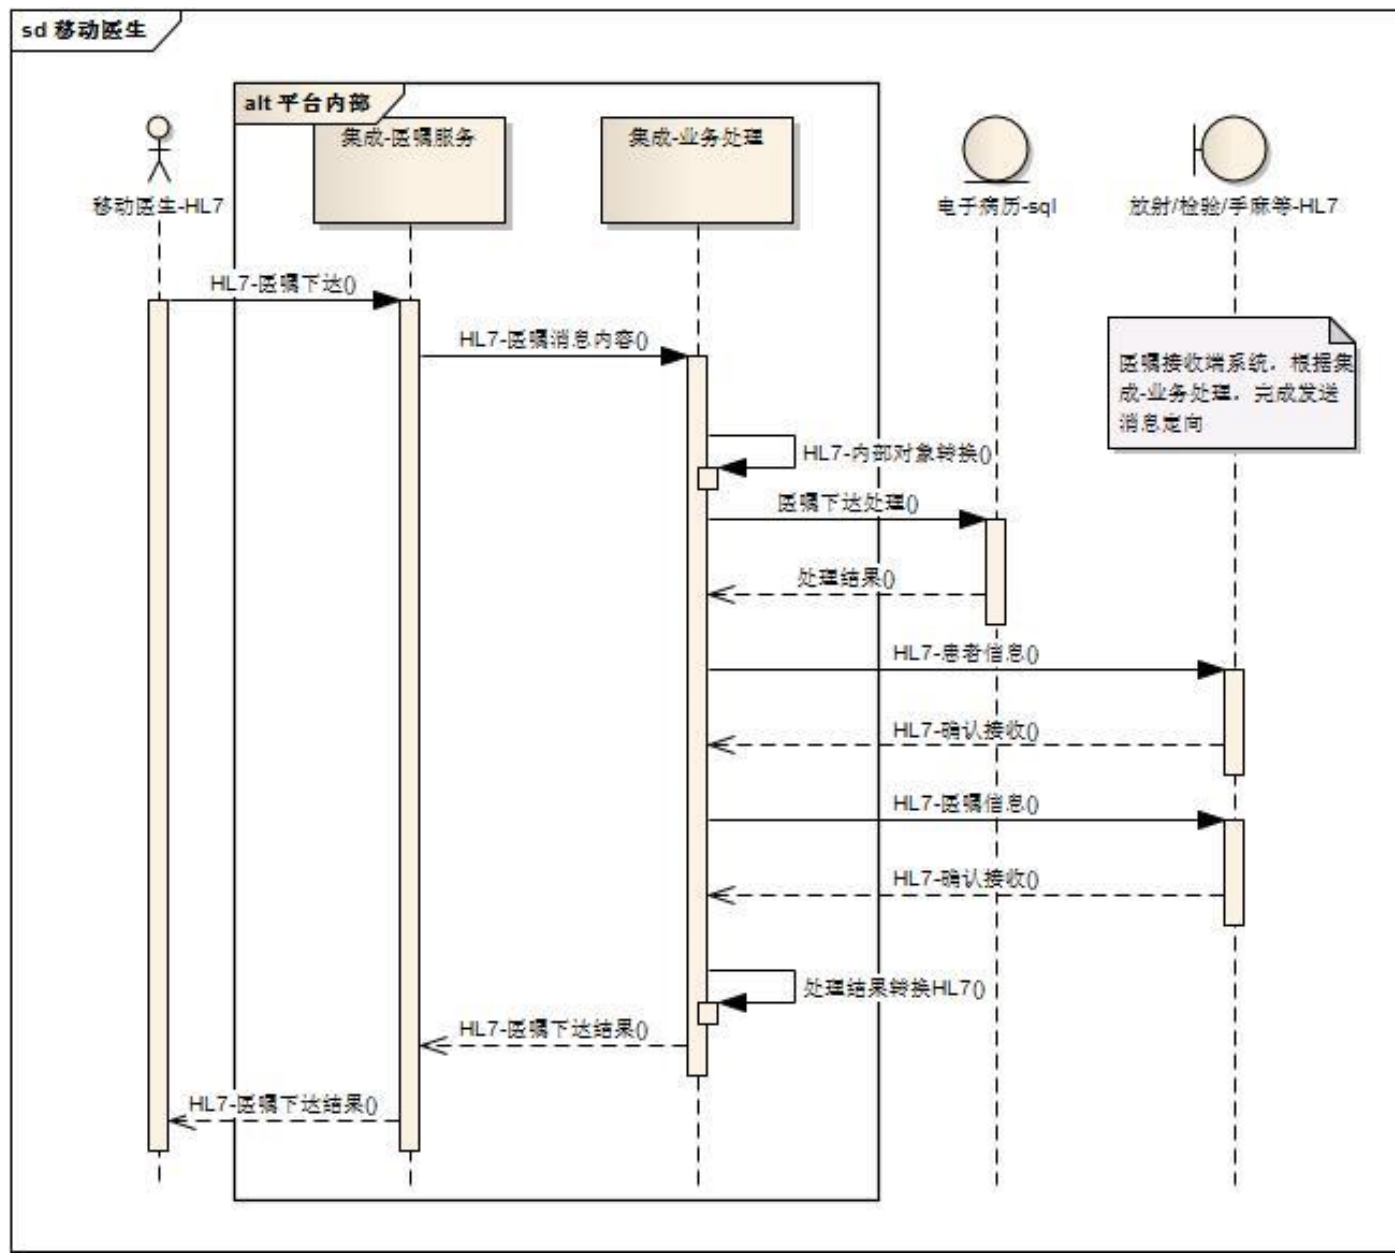 sd 移动医生
alt 平台内部
集成-医嘱服务
集成-业务处理
移动医生-HL7
电子病历-sql
放射/检验/手麻等-HL7
HL7-医嘱下达()
HL7-医嘱消息内容()
医嘱接收端系统，根据集
成-业务处理，完成发送
消息定向
HL7-内部对象转换()
医嘱下达处理()
处理结果()
HL7-患者信息()
HL7-确认接收()
HL7-医嘱信息()
HL7-确认接收()
处理结果转换HL7()
HL7-医嘱下达结果()
HL7-医嘱下达结果()